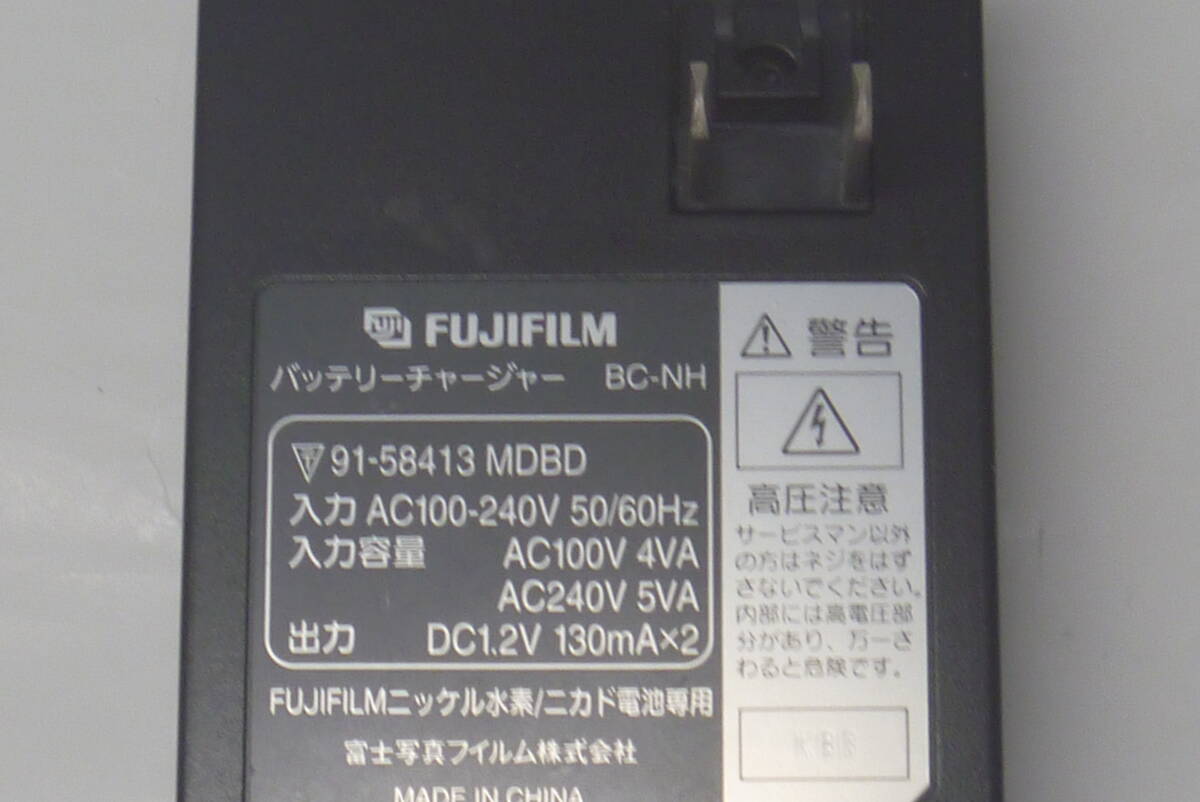 FUJI FUJIFILM
バッテリーチャージャー BC-NH
91-58413 MDBD
入力 AC100-240V 50/60Hz
入力容量 AC100V 4VA
AC240V 5VA
出力 DC1.2V 130mA×2
FUJIFILMニッケル水素/ニカド電池専用
富士写真フイルム株式会社
MADE IN CHINA
警告
高圧注意
サービスマン以外
の方はネジをはず
さないでください。
内部には高電圧部
分があり、万一さ
わると危険です。